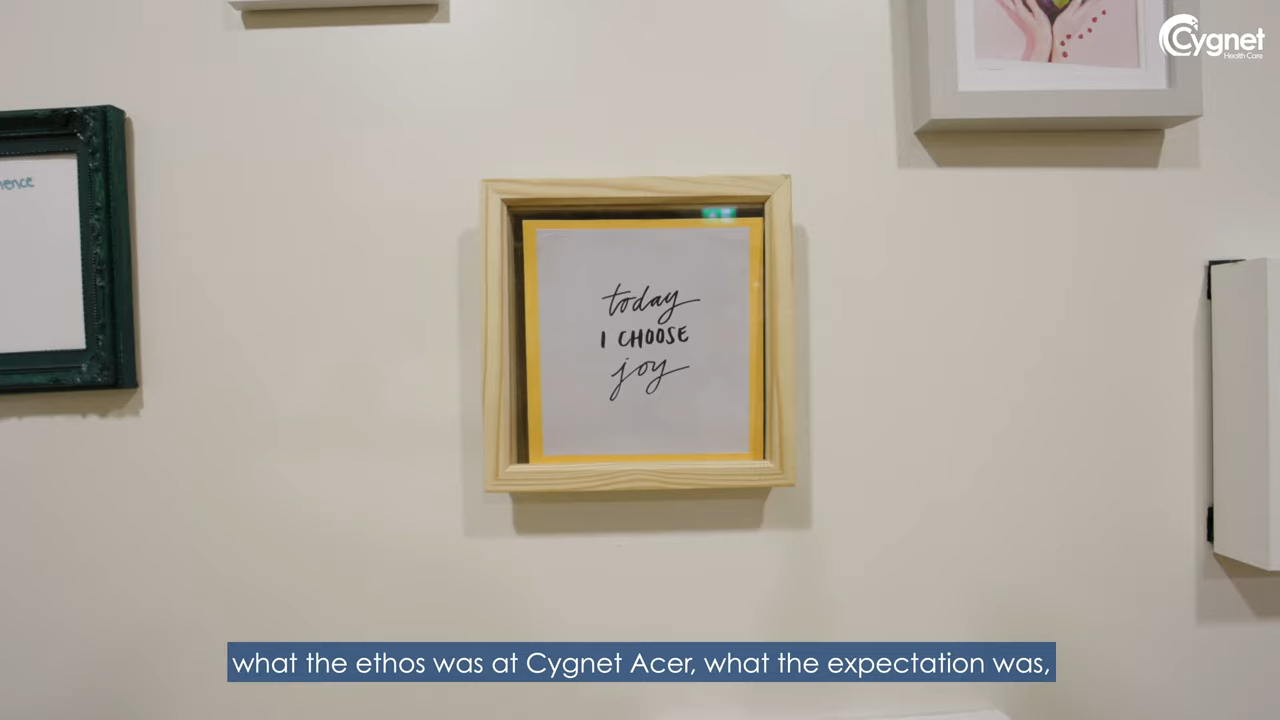 Cygnet
Health Care
today
I CHOOSE
joy
what the ethos was at Cygnet Acer, what the expectation was,